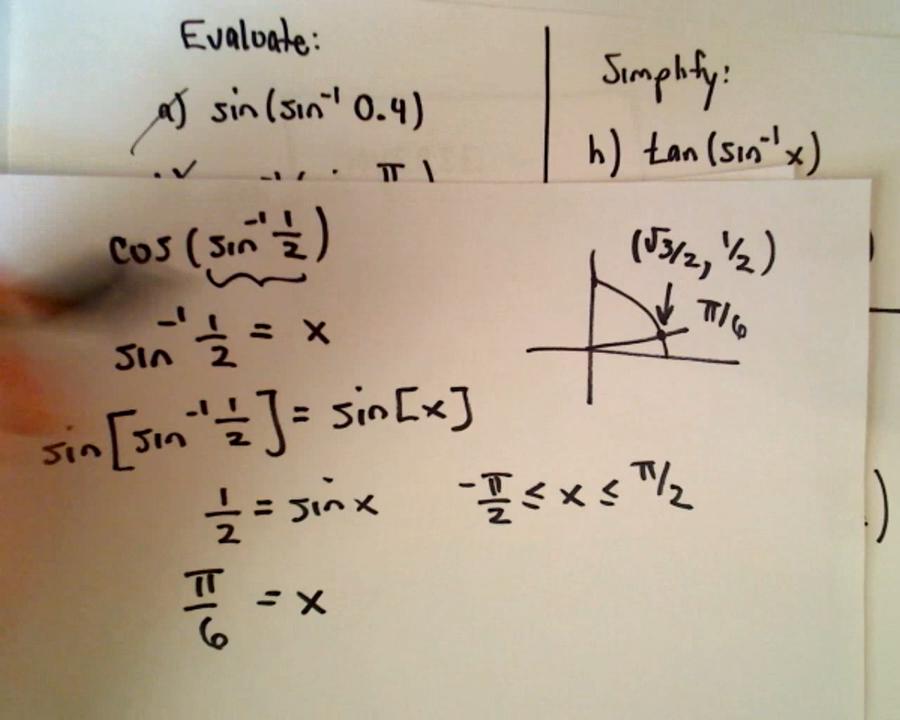 Evaluate:
a) sin(sin⁻¹ 0.4)
Simplify:
h) tan(sin⁻¹x)
cos(sin⁻¹ 1/2)
sin⁻¹ 1/2 = x
sin[sin⁻¹ 1/2] = sin[x]
1/2 = sin x
-π/2 ≤ x ≤ π/2
π/6 = x
(√3/2, 1/2)
π/6